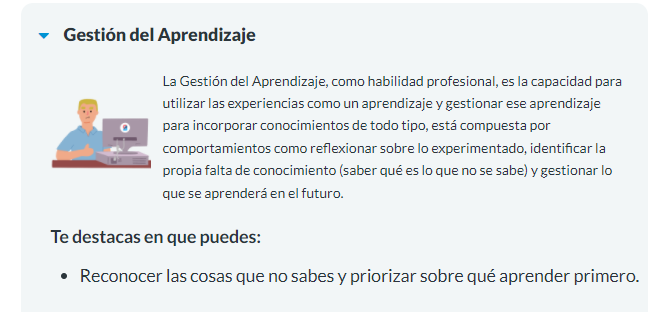 Gestión del Aprendizaje
La Gestión del Aprendizaje, como habilidad profesional, es la capacidad para
utilizar las experiencias como un aprendizaje y gestionar ese aprendizaje
para incorporar conocimientos de todo tipo, está compuesta por
comportamientos como reflexionar sobre lo experimentado, identificar la
propia falta de conocimiento (saber qué es lo que no se sabe) y gestionar lo
que se aprenderá en el futuro.
Te destacas en que puedes:
• Reconocer las cosas que no sabes y priorizar sobre qué aprender primero.